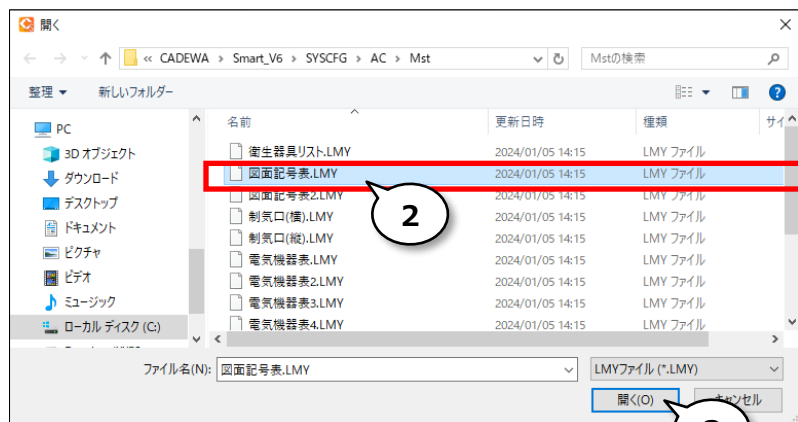 開く
« CADEWA › Smart_V6 › SYSCFG › AC › Mst
Mstの検索
整理 新しいフォルダー
PC
3D オブジェクト
ダウンロード
デスクトップ
ドキュメント
ピクチャ
ビデオ
ミュージック
ローカル ディスク (C:)
名前 更新日時 種類 サイ
衛生器具リスト.LMY 2024/01/05 14:15 LMY ファイル
図面記号表.LMY 2024/01/05 14:15 LMY ファイル
図面記号表2.LMY 2024/01/05 14:15 LMY ファイル
制気口(横).LMY 2024/01/05 14:15 LMY ファイル
制気口(縦).LMY 2024/01/05 14:15 LMY ファイル
電気機器表.LMY 2024/01/05 14:15 LMY ファイル
電気機器表2.LMY 2024/01/05 14:15 LMY ファイル
電気機器表3.LMY 2024/01/05 14:15 LMY ファイル
電気機器表4.LMY 2024/01/05 14:15 LMY ファイル
2
ファイル名(N): 図面記号表.LMY LMYファイル (*.LMY)
開く(O) キャンセル